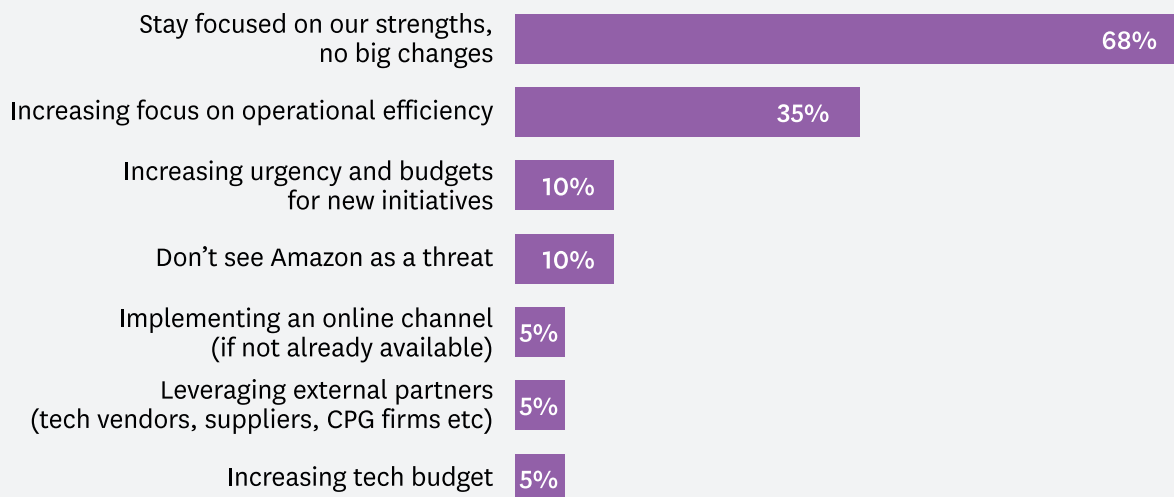 Stay focused on our strengths,
no big changes
68%
Increasing focus on operational efficiency
35%
Increasing urgency and budgets
for new initiatives
10%
Don’t see Amazon as a threat
10%
Implementing an online channel
(if not already available)
5%
Leveraging external partners
(tech vendors, suppliers, CPG firms etc)
5%
Increasing tech budget
5%